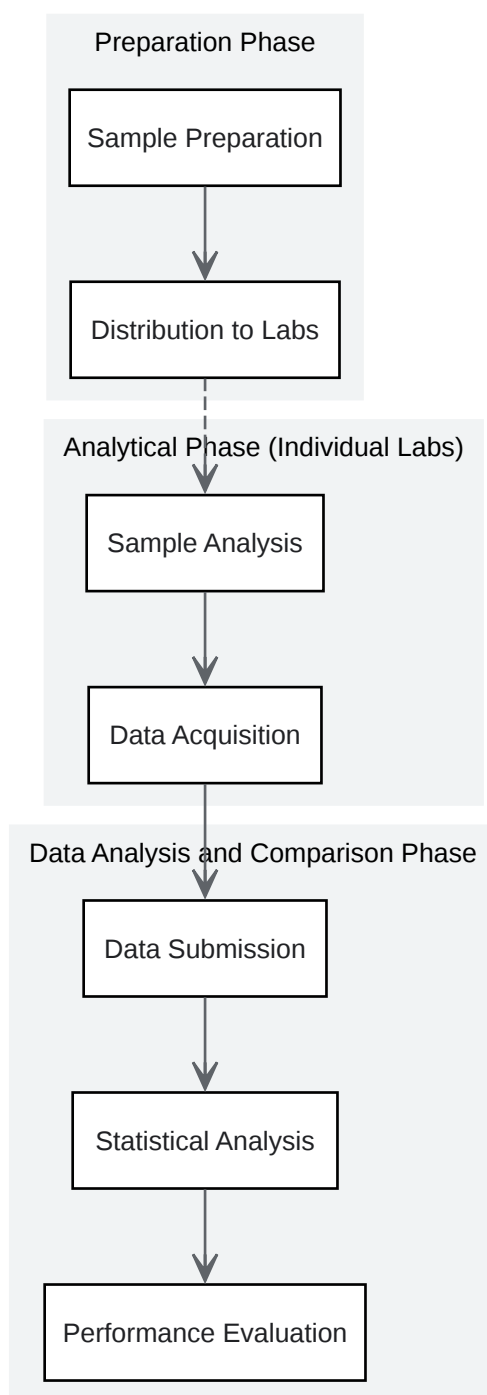 Preparation Phase
Sample Preparation
Distribution to Labs
Analytical Phase (Individual Labs)
Sample Analysis
Data Acquisition
Data Analysis and Comparison Phase
Data Submission
Statistical Analysis
Performance Evaluation